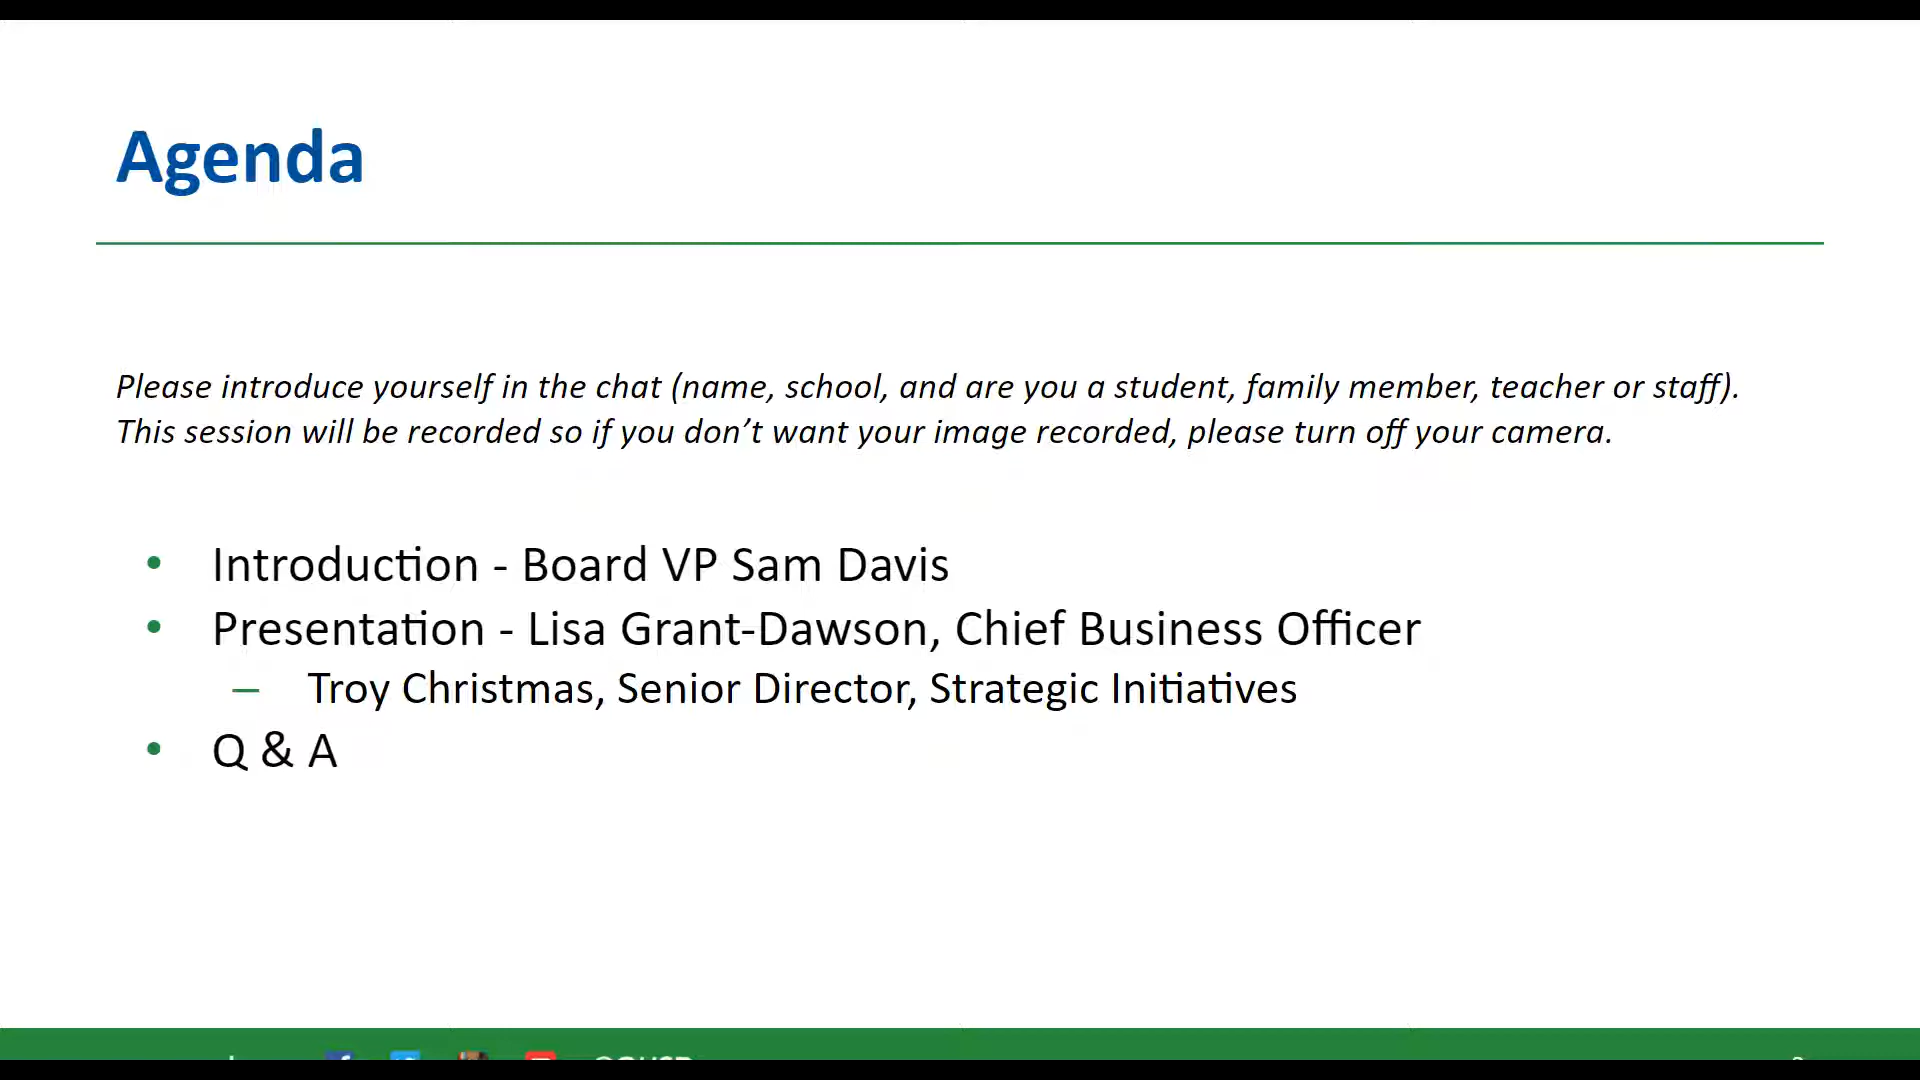 Agenda
Please introduce yourself in the chat (name, school, and are you a student, family member, teacher or staff).
This session will be recorded so if you don’t want your image recorded, please turn off your camera.
• Introduction - Board VP Sam Davis
• Presentation - Lisa Grant-Dawson, Chief Business Officer
– Troy Christmas, Senior Director, Strategic Initiatives
• Q & A